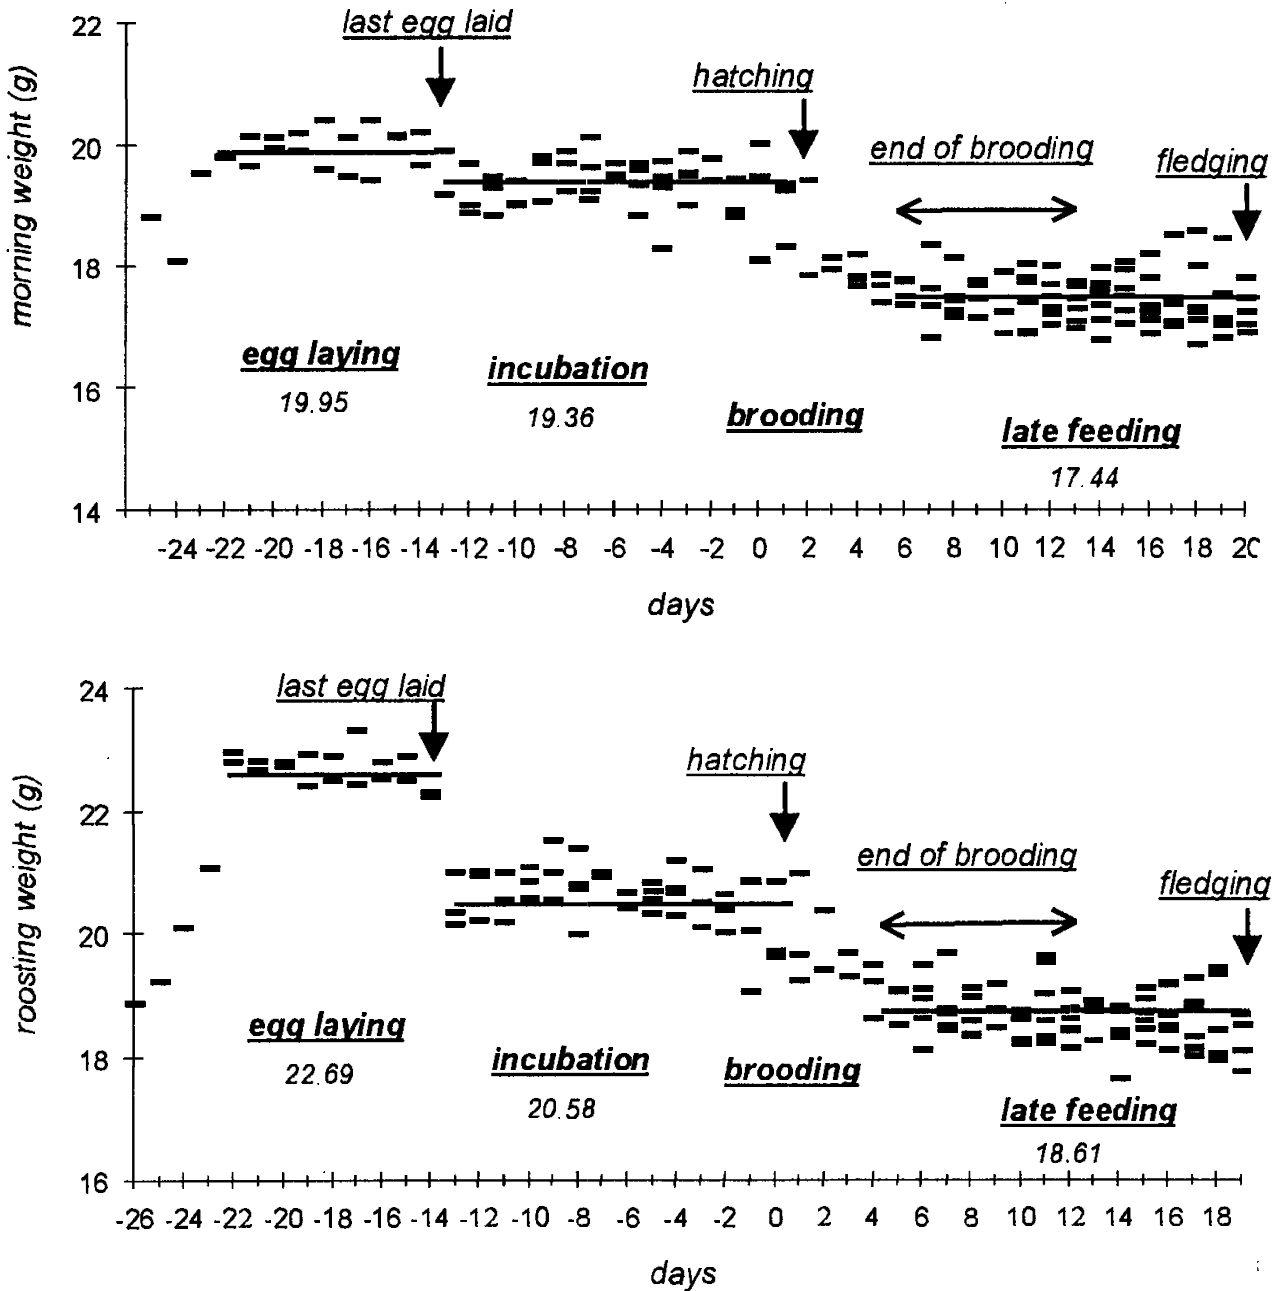 22
last egg laid
hatching
20
end of brooding
fledging
morning weight (g)
18
egg laying
19.95
incubation
19.36
16
brooding
late feeding
17.44
14
-24 -22 -20 -18 -16 -14 -12 -10 -8 -6 -4 -2 0 2 4 6 8 10 12 14 16 18 20
days
24
last egg laid
hatching
22
end of brooding
fledging
roosting weight (g)
20
egg laying
22.69
18
incubation
20.58
brooding
late feeding
18.61
16
-26 -24 -22 -20 -18 -16 -14 -12 -10 -8 -6 -4 -2 0 2 4 6 8 10 12 14 16 18
days